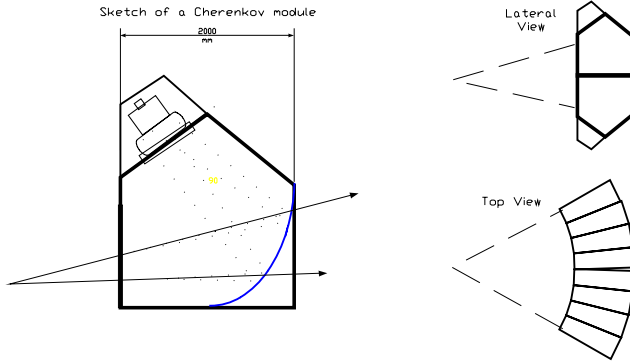 Sketch of a Cherenkov module
2000
mm
Lateral
View
Top View